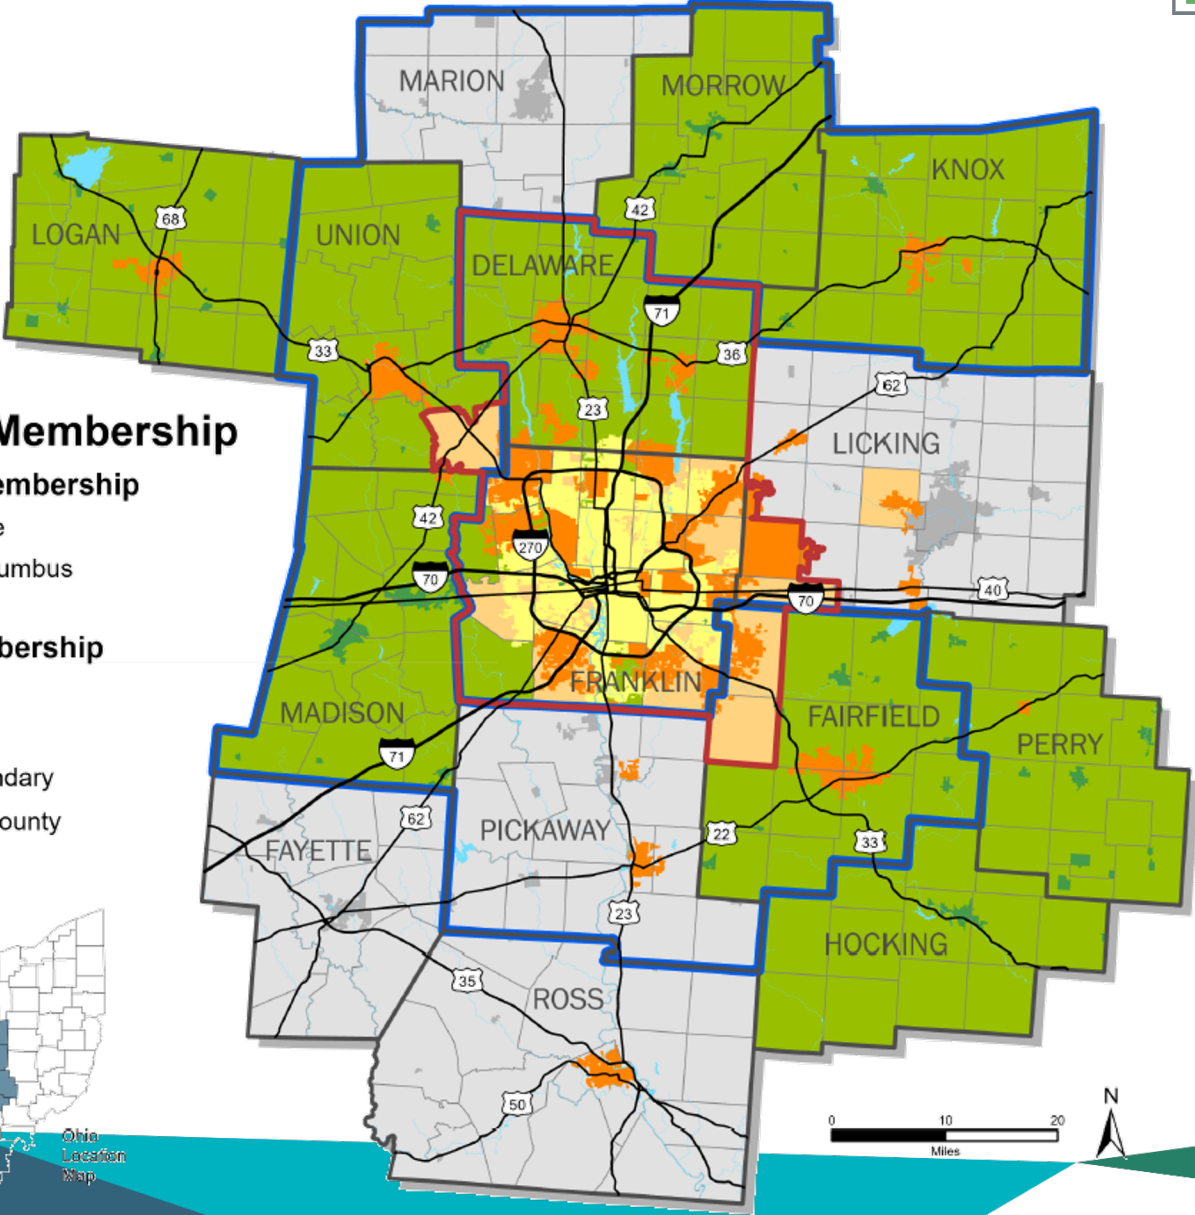 MARION
MORROW
KNOX
LOGAN
68
UNION
42
DELAWARE
71
33
36
62
23
Membership
LICKING
embership
e
42
270
umbus
70
70
40
bership
FRANKLIN
MADISON
FAIRFIELD
PERRY
71
ndary
62
ounty
PICKAWAY
22
33
FAYETTE
23
HOCKING
35
ROSS
50
N
0 10 20
Miles
Ohio
Location
Map